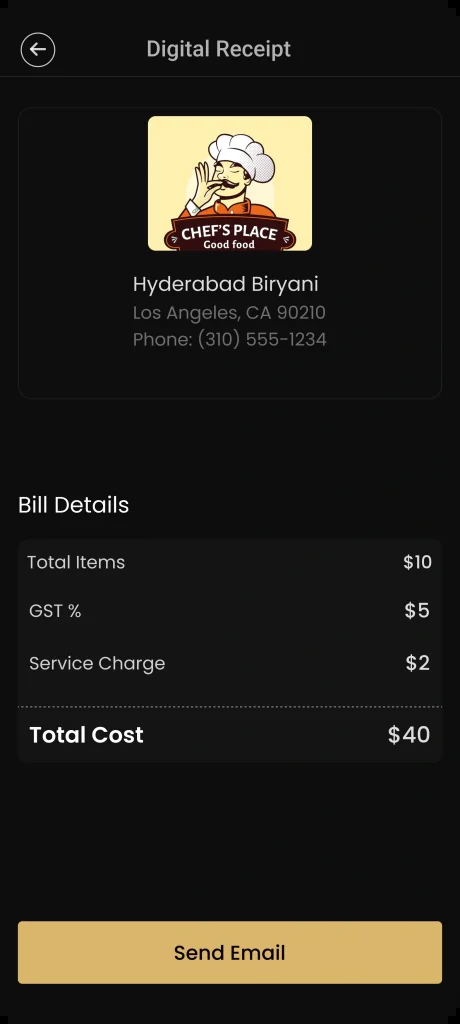 Digital Receipt
CHEF'S PLACE
Good food
Hyderabad Biryani
Los Angeles, CA 90210
Phone: (310) 555-1234
Bill Details
Total Items $10
GST % $5
Service Charge $2
Total Cost $40
Send Email